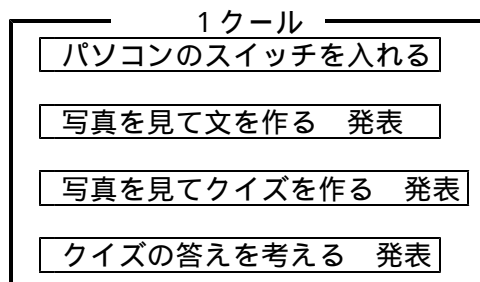 1クール
パソコンのスイッチを入れる
写真を見て文を作る　発表
写真を見てクイズを作る　発表
クイズの答えを考える　発表